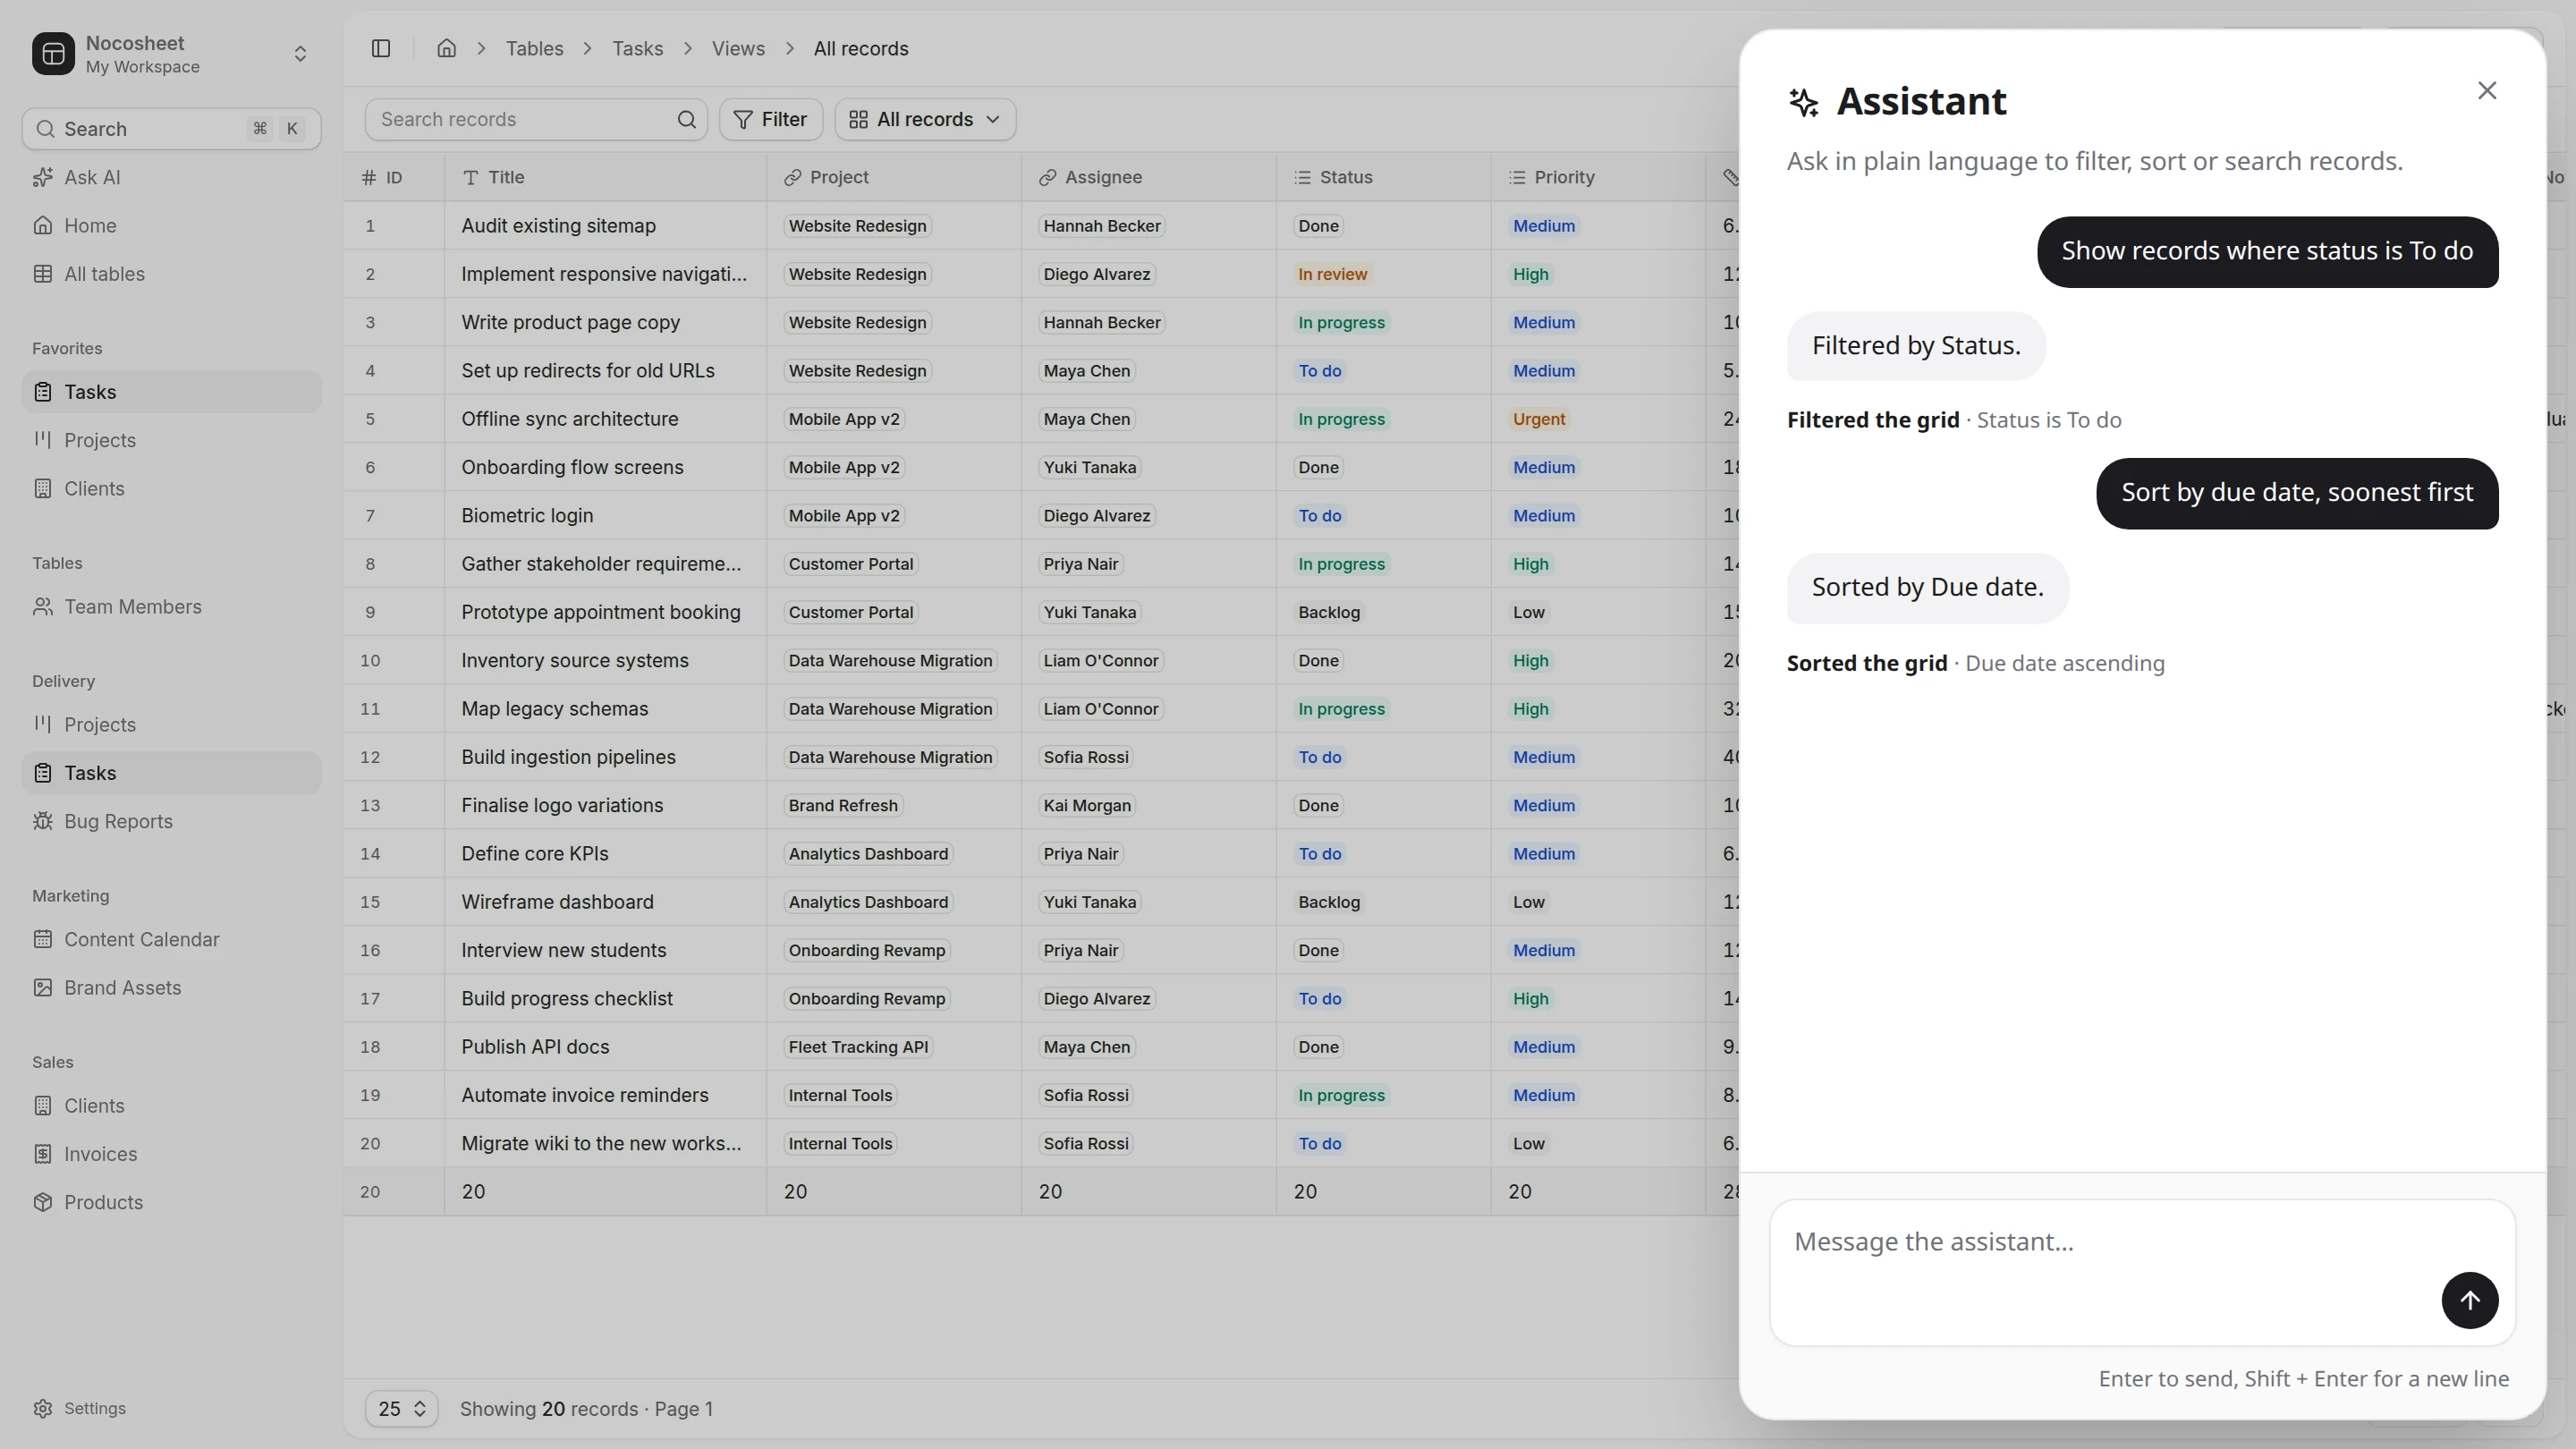 Nocosheet
My Workspace
Search ⌘ K
Ask AI
Home
All tables
Favorites
Tasks
Projects
Clients
Tables
Team Members
Delivery
Projects
Tasks
Bug Reports
Marketing
Content Calendar
Brand Assets
Sales
Clients
Invoices
Products
Settings
Tables Tasks Views All records
Search records Filter All records
# ID Title Project Assignee Status Priority
1 Audit existing sitemap Website Redesign Hannah Becker Done Medium
2 Implement responsive navigati... Website Redesign Diego Alvarez In review High
3 Write product page copy Website Redesign Hannah Becker In progress Medium
4 Set up redirects for old URLs Website Redesign Maya Chen To do Medium
5 Offline sync architecture Mobile App v2 Maya Chen In progress Urgent
6 Onboarding flow screens Mobile App v2 Yuki Tanaka Done Medium
7 Biometric login Mobile App v2 Diego Alvarez To do Medium
8 Gather stakeholder requireme... Customer Portal Priya Nair In progress High
9 Prototype appointment booking Customer Portal Yuki Tanaka Backlog Low
10 Inventory source systems Data Warehouse Migration Liam O'Connor Done High
11 Map legacy schemas Data Warehouse Migration Liam O'Connor In progress High
12 Build ingestion pipelines Data Warehouse Migration Sofia Rossi To do Medium
13 Finalise logo variations Brand Refresh Kai Morgan Done Medium
14 Define core KPIs Analytics Dashboard Priya Nair To do Medium
15 Wireframe dashboard Analytics Dashboard Yuki Tanaka Backlog Low
16 Interview new students Onboarding Revamp Priya Nair Done Medium
17 Build progress checklist Onboarding Revamp Diego Alvarez To do High
18 Publish API docs Fleet Tracking API Maya Chen Done Medium
19 Automate invoice reminders Internal Tools Sofia Rossi In progress Medium
20 Migrate wiki to the new works... Internal Tools Sofia Rossi To do Low
20 20 20 20 20 20
25 Showing 20 records · Page 1
Assistant
Ask in plain language to filter, sort or search records.
Show records where status is To do
Filtered by Status.
Filtered the grid · Status is To do
Sort by due date, soonest first
Sorted by Due date.
Sorted the grid · Due date ascending
Message the assistant...
Enter to send, Shift + Enter for a new line